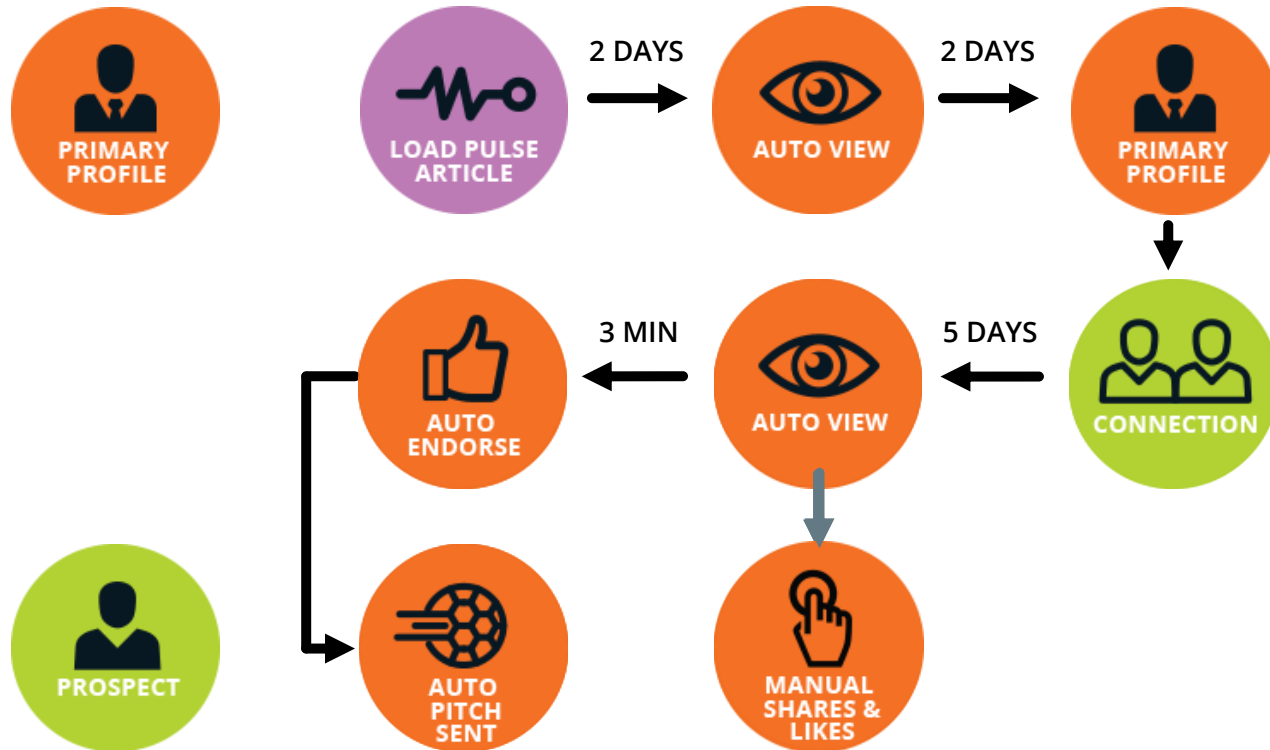 2 DAYS
2 DAYS
PRIMARY
PROFILE
LOAD PULSE
ARTICLE
AUTO VIEW
PRIMARY
PROFILE
3 MIN
5 DAYS
AUTO
ENDORSE
AUTO VIEW
CONNECTION
PROSPECT
AUTO
PITCH
SENT
MANUAL
SHARES &
LIKES